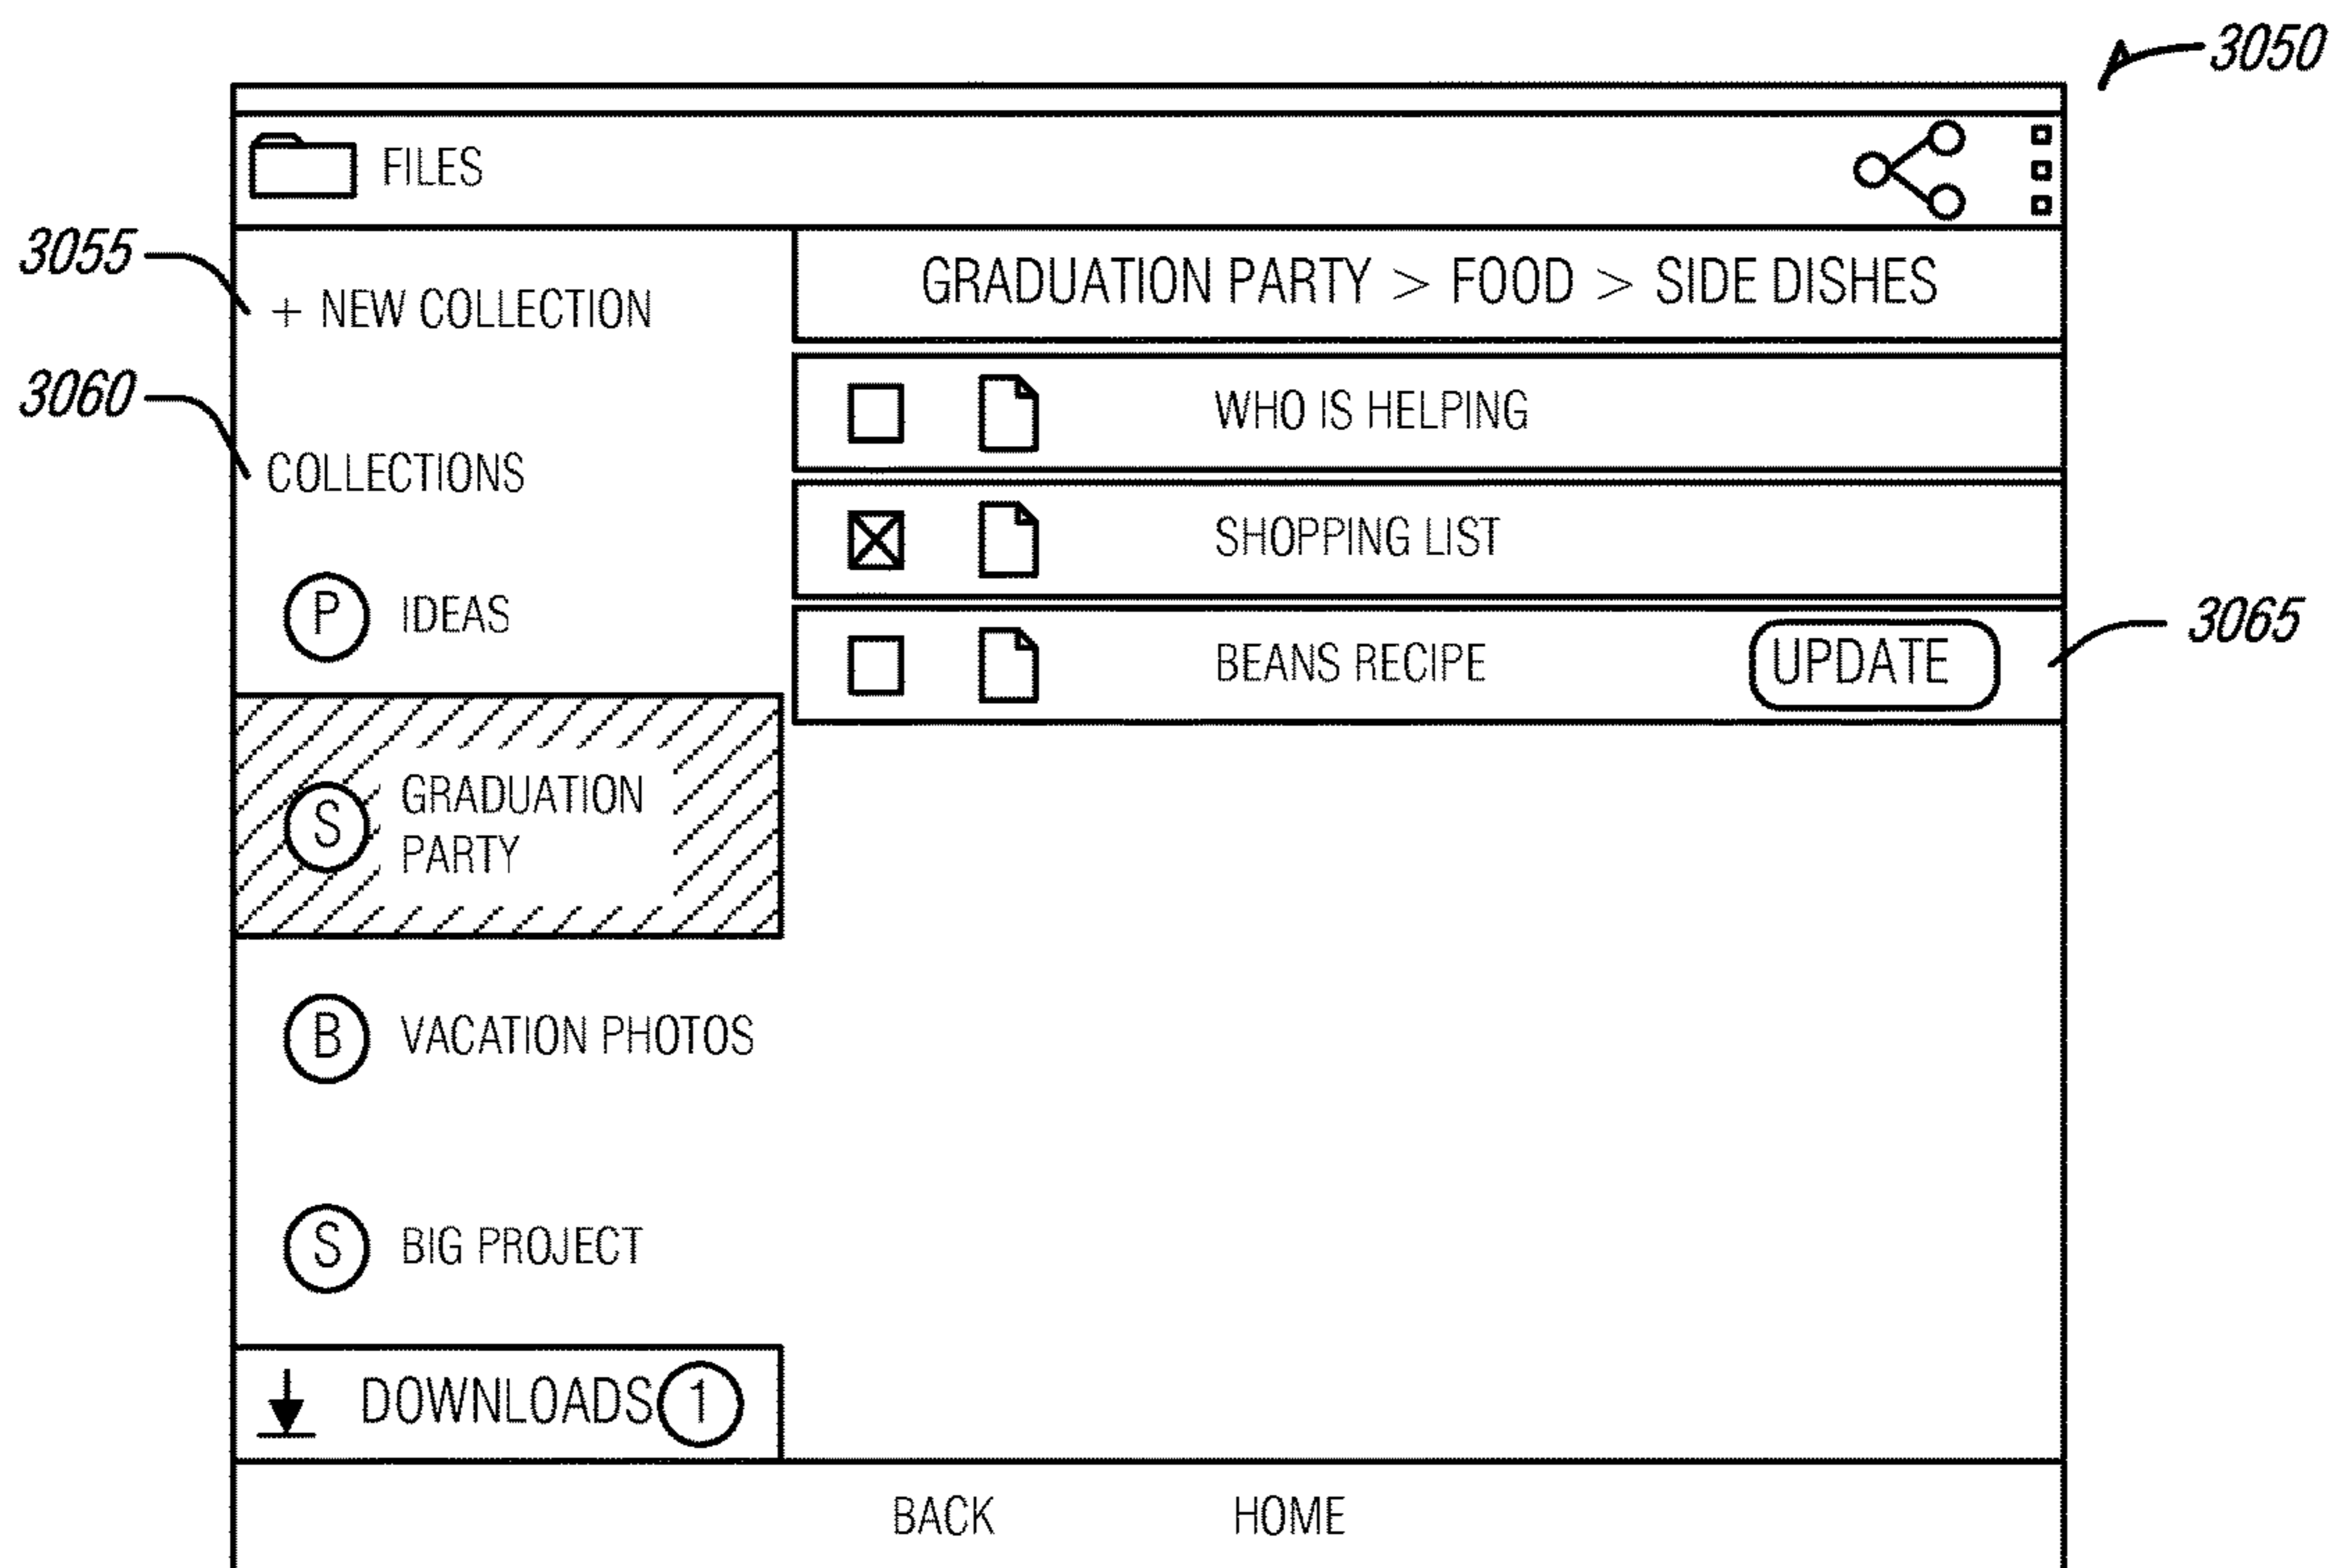 3050
FILES
3055
+ NEW COLLECTION
GRADUATION PARTY > FOOD > SIDE DISHES
3060
COLLECTIONS
WHO IS HELPING
SHOPPING LIST
P IDEAS
BEANS RECIPE
UPDATE
3065
S GRADUATION
PARTY
B VACATION PHOTOS
S BIG PROJECT
DOWNLOADS 1
BACK
HOME